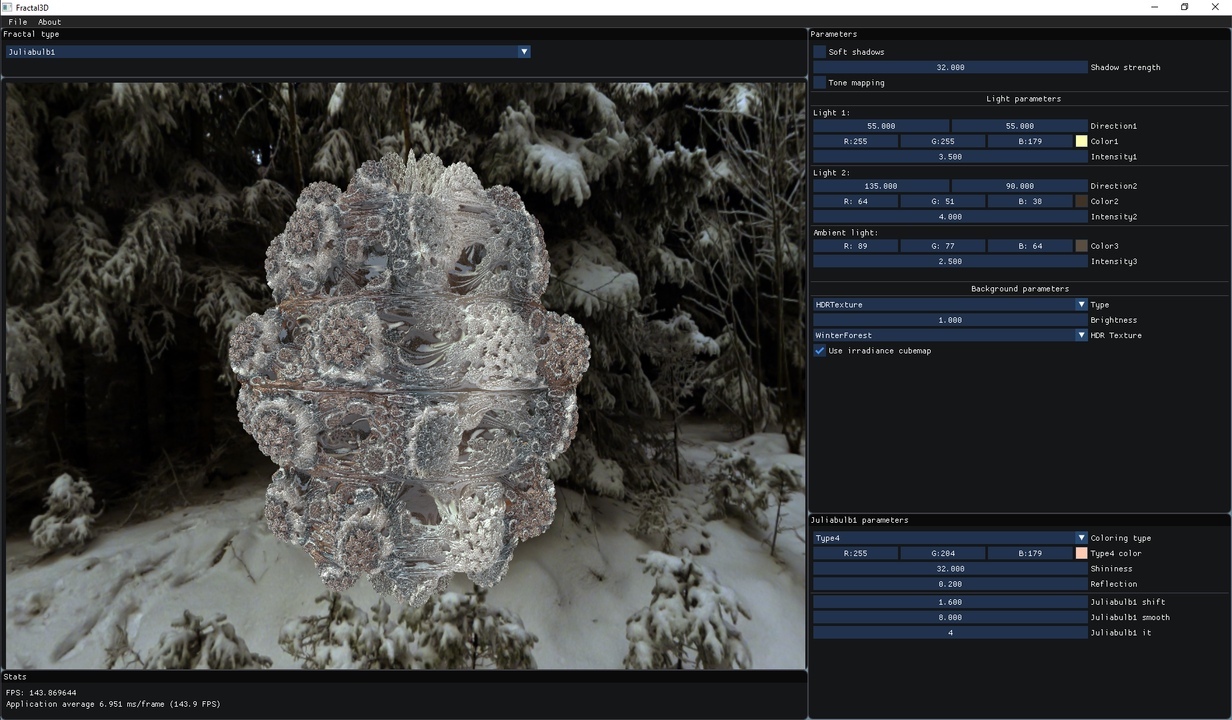 Fractal3D
File About
Fractal type
Juliabulb1
Parameters
Soft shadows
32.000 Shadow strength
Tone mapping
Light parameters
Light 1:
55.000 55.000 Direction1
R:255 G:255 B:179 Color1
3.500 Intensity1
Light 2:
135.000 90.000 Direction2
R: 64 G: 51 B: 38 Color2
4.000 Intensity2
Ambient light:
R: 89 G: 77 B: 64 Color3
2.500 Intensity3
Background parameters
HDRTexture Type
1.000 Brightness
WinterForest HDR Texture
Use irradiance cubemap
Juliabulb1 parameters
Type4 Coloring type
R:255 G:204 B:179 Type4 color
32.000 Shininess
0.200 Reflection
1.600 Juliabulb1 shift
8.000 Juliabulb1 smooth
4 Juliabulb1 it
Stats
FPS: 143.869644
Application average 6.951 ms/frame (143.9 FPS)